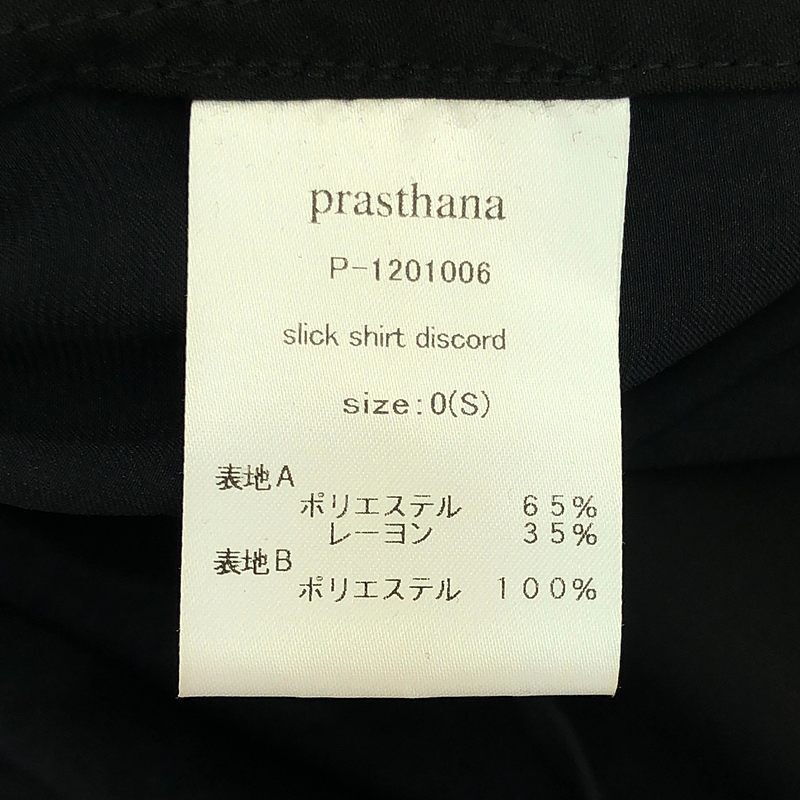 prasthana
P-1201006
slick shirt discord
size:0(S)
表地A
ポリエステル 65%
レーヨン 35%
表地B
ポリエステル 100%